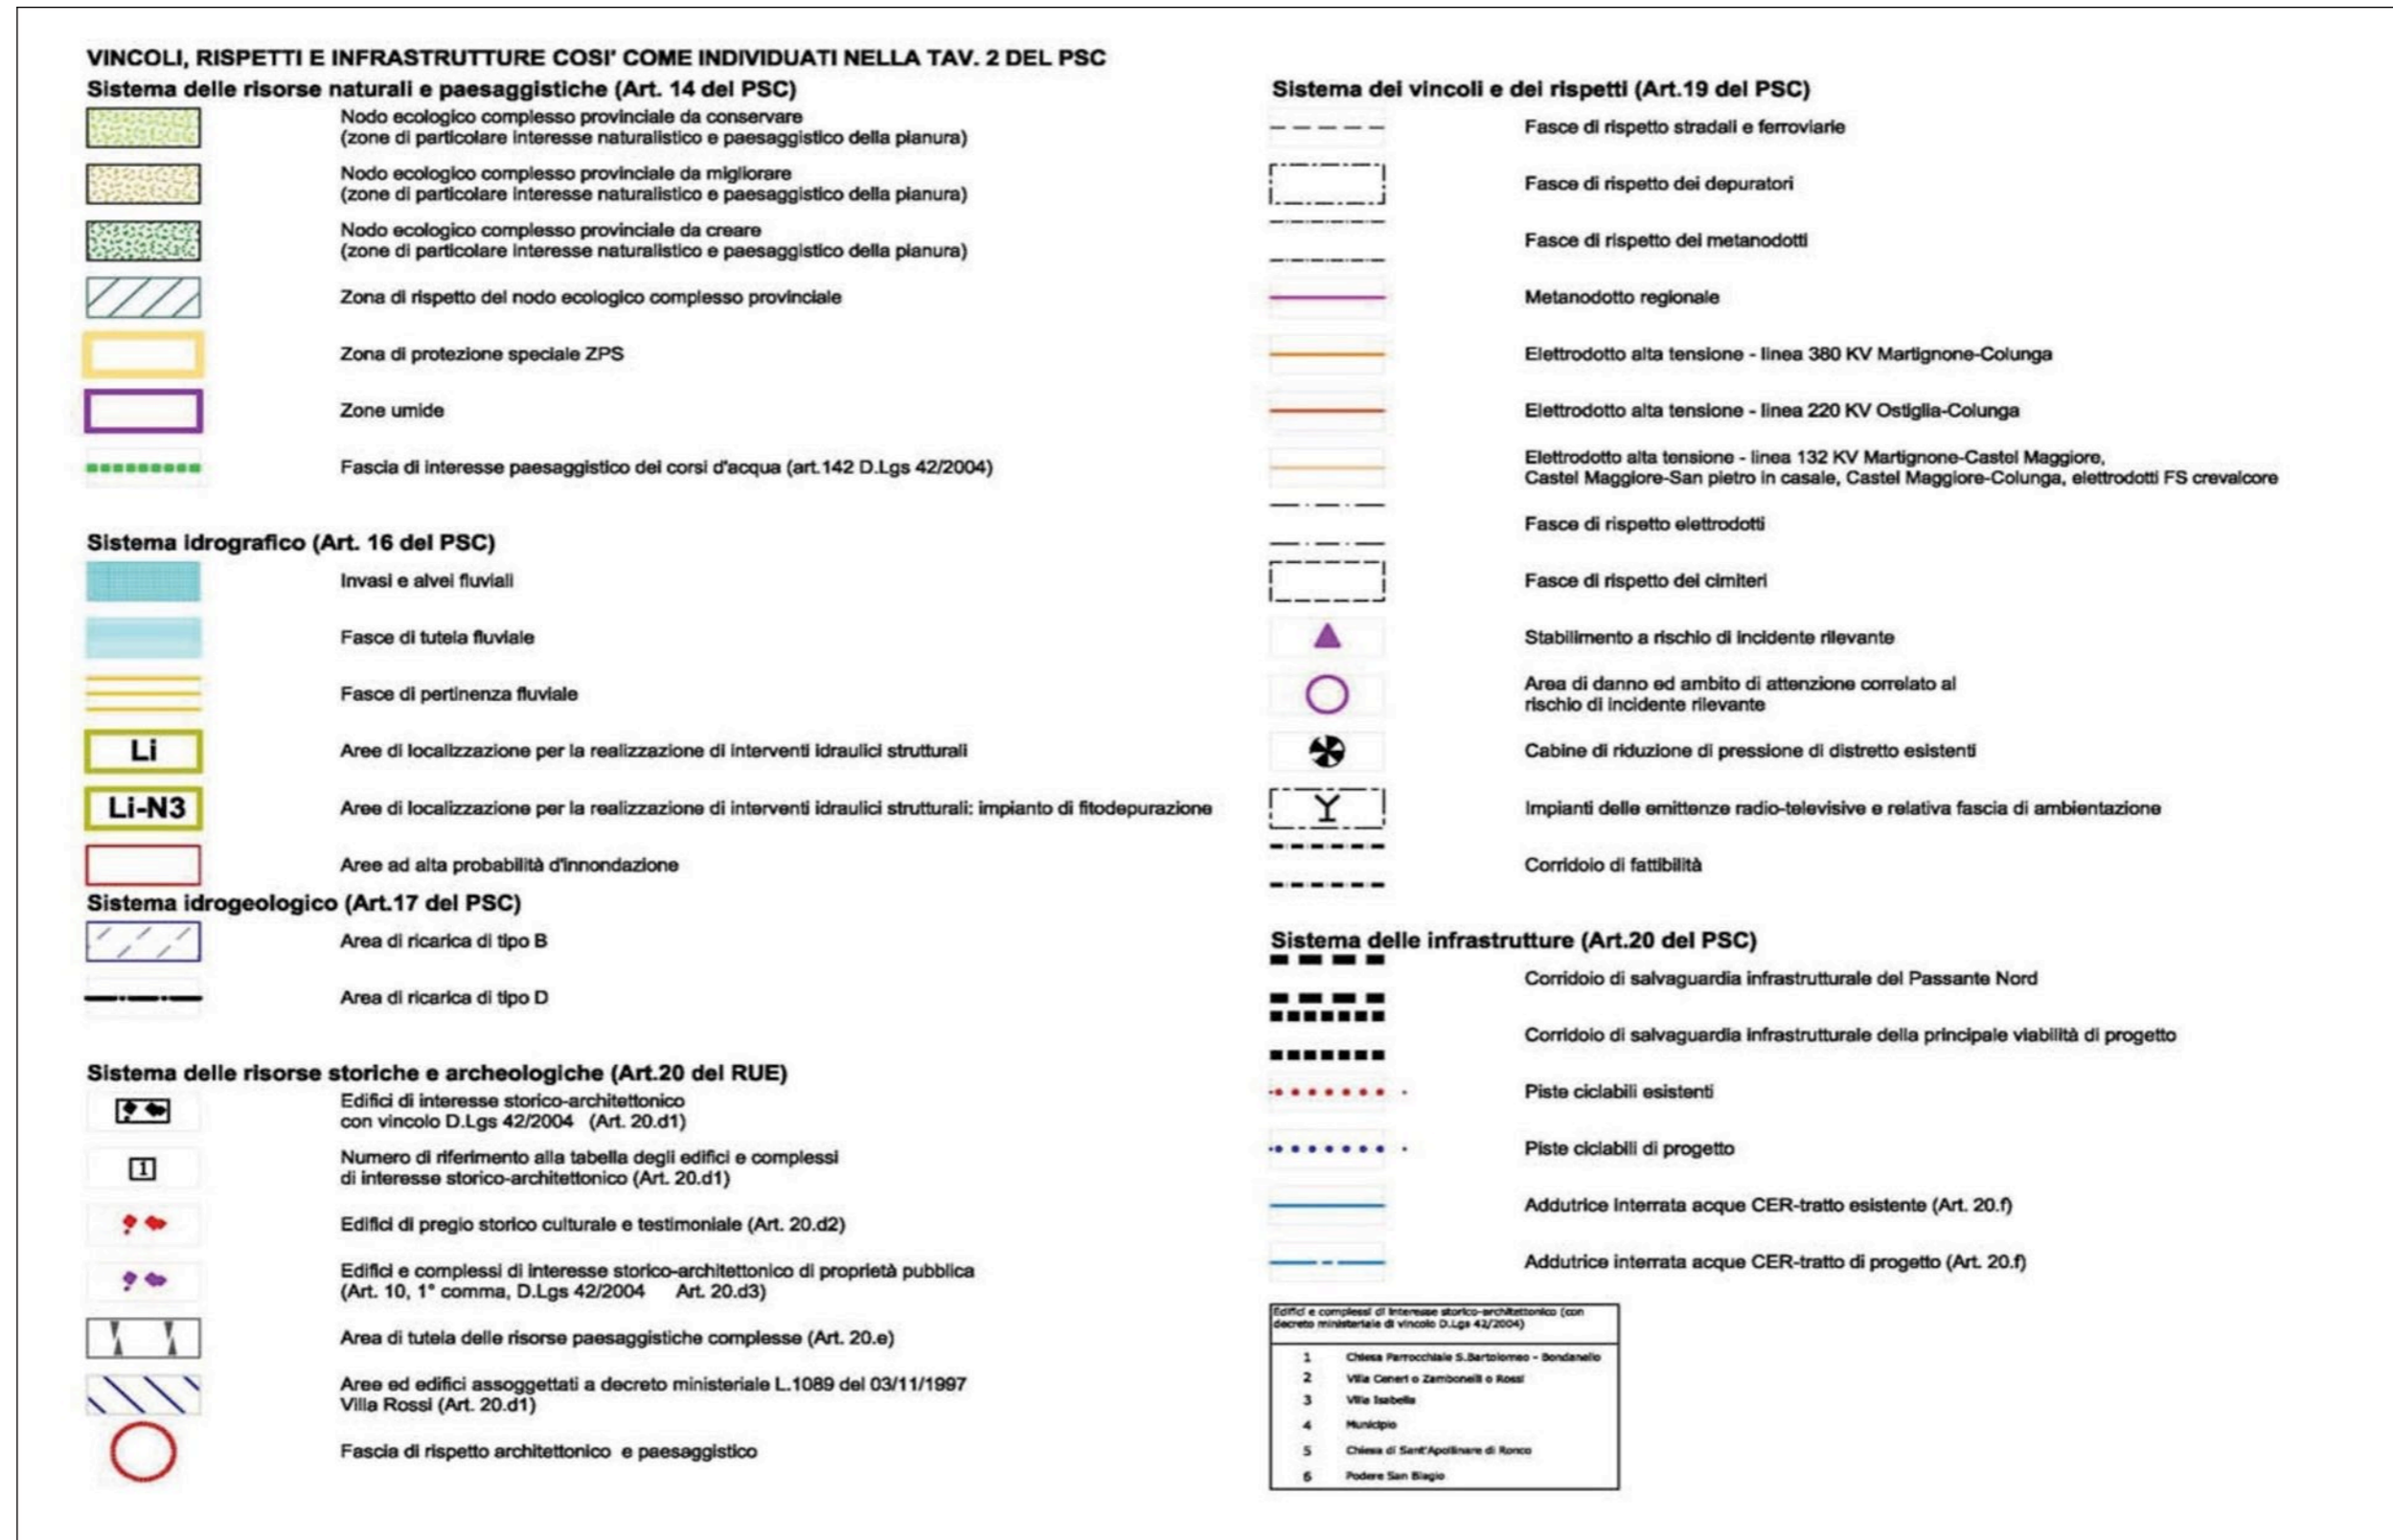 VINCOLI, RISPETTI E INFRASTRUTTURE COSI' COME INDIVIDUATI NELLA TAV. 2 DEL PSC
Sistema delle risorse naturali e paesaggistiche (Art. 14 del PSC)
Nodo ecologico complesso provinciale da conservare
(zone di particolare interesse naturalistico e paesaggistico della pianura)
Nodo ecologico complesso provinciale da migliorare
(zone di particolare interesse naturalistico e paesaggistico della pianura)
Nodo ecologico complesso provinciale da creare
(zone di particolare interesse naturalistico e paesaggistico della pianura)
Zona di rispetto del nodo ecologico complesso provinciale
Zona di protezione speciale ZPS
Zone umide
Fascia di interesse paesaggistico dei corsi d'acqua (art.142 D.Lgs 42/2004)
Sistema idrografico (Art. 16 del PSC)
Invasi e alvei fluviali
Fasce di tutela fluviale
Fasce di pertinenza fluviale
Li
Aree di localizzazione per la realizzazione di interventi idraulici strutturali
Li-N3
Aree di localizzazione per la realizzazione di interventi idraulici strutturali: impianto di fitodepurazione
Aree ad alta probabilità d'innondazione
Sistema idrogeologico (Art.17 del PSC)
Area di ricarica di tipo B
Area di ricarica di tipo D
Sistema delle risorse storiche e archeologiche (Art.20 del RUE)
Edifici di interesse storico-architettonico
con vincolo D.Lgs 42/2004 (Art. 20.d1)
1
Numero di riferimento alla tabella degli edifici e complessi
di interesse storico-architettonico (Art. 20.d1)
Edifici di pregio storico culturale e testimoniale (Art. 20.d2)
Edifici e complessi di interesse storico-architettonico di proprietà pubblica
(Art. 10, 1° comma, D.Lgs 42/2004 Art. 20.d3)
Area di tutela delle risorse paesaggistiche complesse (Art. 20.e)
Aree ed edifici assoggettati a decreto ministeriale L.1089 del 03/11/1997
Villa Rossi (Art. 20.d1)
Fascia di rispetto architettonico e paesaggistico
Sistema dei vincoli e dei rispetti (Art.19 del PSC)
Fasce di rispetto stradali e ferroviarie
Fasce di rispetto dei depuratori
Fasce di rispetto dei metanodotti
Metanodotto regionale
Elettrodotto alta tensione - linea 380 KV Martignone-Colunga
Elettrodotto alta tensione - linea 220 KV Ostiglia-Colunga
Elettrodotto alta tensione - linea 132 KV Martignone-Castel Maggiore,
Castel Maggiore-San pietro in casale, Castel Maggiore-Colunga, elettrodotti FS crevalcore
Fasce di rispetto elettrodotti
Fasce di rispetto dei cimiteri
Stabilimento a rischio di incidente rilevante
Area di danno ed ambito di attenzione correlato al
rischio di incidente rilevante
Cabine di riduzione di pressione di distretto esistenti
Impianti delle emittenze radio-televisive e relativa fascia di ambientazione
Corridoio di fattibilità
Sistema delle infrastrutture (Art.20 del PSC)
Corridoio di salvaguardia infrastrutturale del Passante Nord
Corridoio di salvaguardia infrastrutturale della principale viabilità di progetto
Piste ciclabili esistenti
Piste ciclabili di progetto
Addutrice interrata acque CER-tratto esistente (Art. 20.f)
Addutrice interrata acque CER-tratto di progetto (Art. 20.f)
Edifici e complessi di interesse storico-architettonico (con
decreto ministeriale di vincolo D.Lgs 42/2004)
1 Chiesa Parrocchiale S.Bartolomeo - Bondanello
2 Villa Ceneri o Zambonelli o Rossi
3 Villa Isabella
4 Municipio
5 Chiesa di Sant'Apollinare di Ronco
6 Podere San Biagio